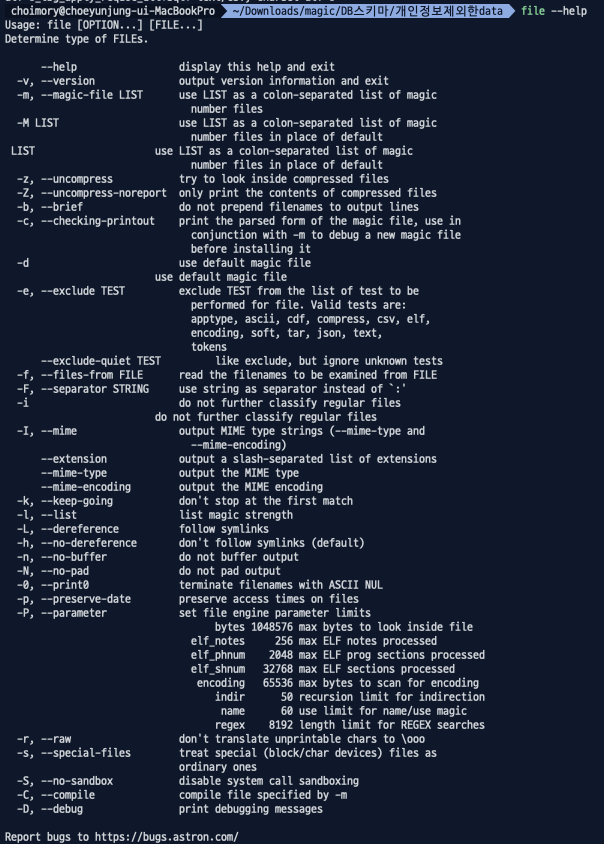 choimory@choeyunjung-ui-MacBookPro ~/Downloads/magic/DB스키마/개인정보제외한data file --help
Usage: file [OPTION...] [FILE...]
Determine type of FILEs.

      --help                 display this help and exit
  -v, --version              output version information and exit
  -m, --magic-file LIST      use LIST as a colon-separated list of magic
                               number files
  -M LIST                    use LIST as a colon-separated list of magic
                               number files in place of default
 LIST                    use LIST as a colon-separated list of magic
                               number files in place of default
  -z, --uncompress           try to look inside compressed files
  -Z, --uncompress-noreport  only print the contents of compressed files
  -b, --brief                do not prepend filenames to output lines
  -c, --checking-printout    print the parsed form of the magic file, use in
                               conjunction with -m to debug a new magic file
                               before installing it
  -d                         use default magic file
                         use default magic file
  -e, --exclude TEST         exclude TEST from the list of test to be
                               performed for file. Valid tests are:
                               apptype, ascii, cdf, compress, csv, elf,
                               encoding, soft, tar, json, text,
                               tokens
      --exclude-quiet TEST         like exclude, but ignore unknown tests
  -f, --files-from FILE      read the filenames to be examined from FILE
  -F, --separator STRING     use string as separator instead of `:'
  -i                         do not further classify regular files
                         do not further classify regular files
  -I, --mime                 output MIME type strings (--mime-type and
                               --mime-encoding)
      --extension            output a slash-separated list of extensions
      --mime-type            output the MIME type
      --mime-encoding        output the MIME encoding
  -k, --keep-going           don't stop at the first match
  -l, --list                 list magic strength
  -L, --dereference          follow symlinks
  -h, --no-dereference       don't follow symlinks (default)
  -n, --no-buffer            do not buffer output
  -N, --no-pad               do not pad output
  -0, --print0               terminate filenames with ASCII NUL
  -p, --preserve-date        preserve access times on files
  -P, --parameter            set file engine parameter limits
                                   bytes 1048576 max bytes to look inside file
                               elf_notes     256 max ELF notes processed
                               elf_phnum    2048 max ELF prog sections processed
                               elf_shnum   32768 max ELF sections processed
                                encoding   65536 max bytes to scan for encoding
                                   indir      50 recursion limit for indirection
                                    name      60 use limit for name/use magic
                                   regex    8192 length limit for REGEX searches
  -r, --raw                  don't translate unprintable chars to \ooo
  -s, --special-files        treat special (block/char devices) files as
                             ordinary ones
  -S, --no-sandbox           disable system call sandboxing
  -C, --compile              compile file specified by -m
  -D, --debug                print debugging messages

Report bugs to https://bugs.astron.com/